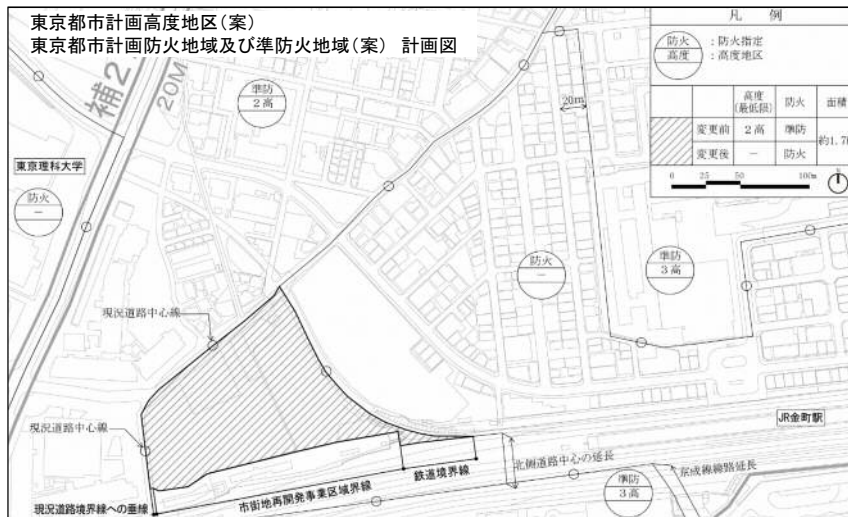 東京都市計画高度地区(案)
東京都市計画防火地域及び準防火地域(案) 計画図
凡 例
防火
高度
:防火指定
:高度地区
高度
(最低限)
防火
面積
変更前
2高
準防
変更後
－
防火
約1.7
0 25 50 100m
補2
20M
準防
2高
20m
東京理科大学
防火
－
防火
－
準防
3高
現況道路中心線
現況道路中心線
JR金町駅
北側道路中心の延長
京成線線路延長
鉄道境界線
市街地再開発事業区域界線
現況道路境界線への垂線
準防
3高